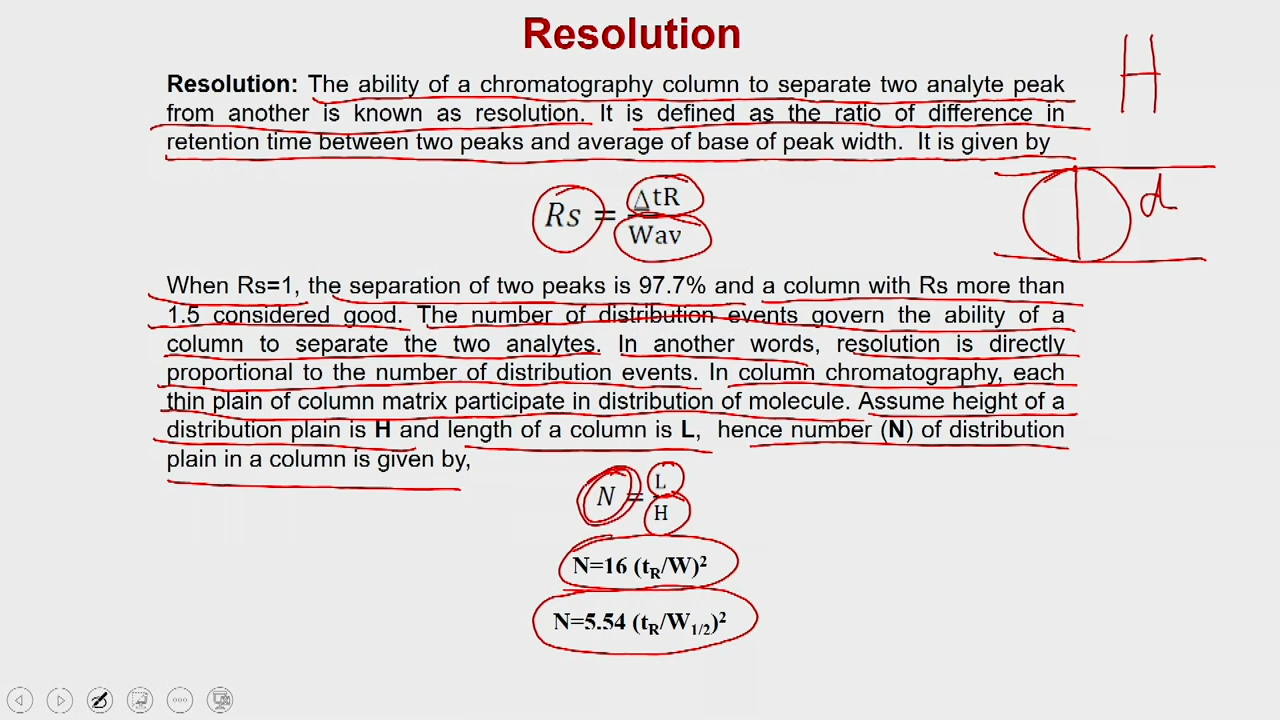 Resolution
H
Resolution: The ability of a chromatography column to separate two analyte peak
from another is known as resolution. It is defined as the ratio of difference in
retention time between two peaks and average of base of peak width. It is given by
d
Rs = ΔtR / Wav
When Rs=1, the separation of two peaks is 97.7% and a column with Rs more than
1.5 considered good. The number of distribution events govern the ability of a
column to separate the two analytes. In another words, resolution is directly
proportional to the number of distribution events. In column chromatography, each
thin plain of column matrix participate in distribution of molecule. Assume height of a
distribution plain is H and length of a column is L, hence number (N) of distribution
plain in a column is given by,
N = L / H
N=16 (tR/W)²
N=5.54 (tR/W1/2)²